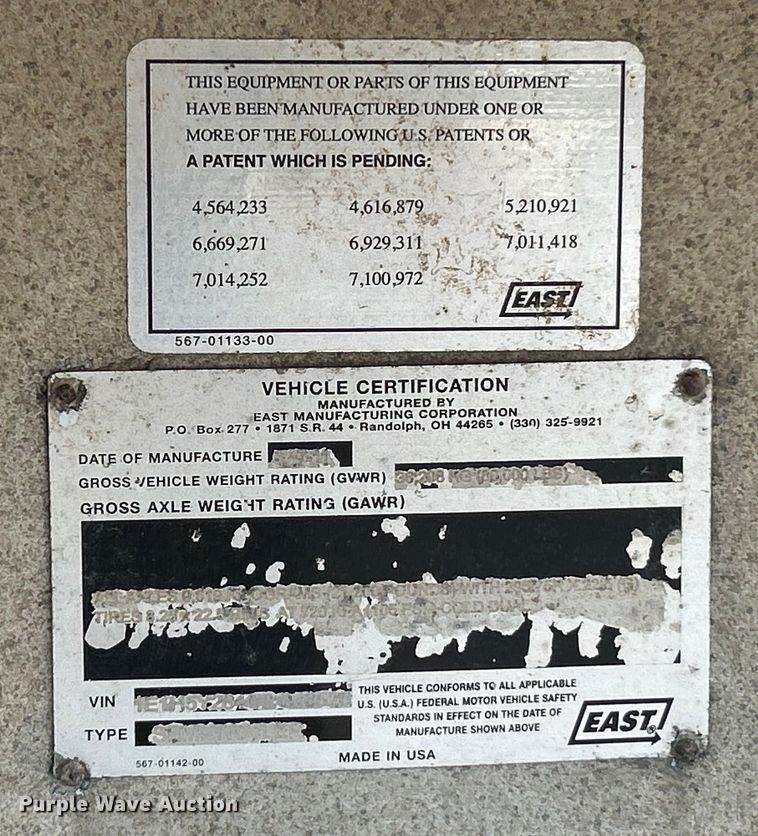 THIS EQUIPMENT OR PARTS OF THIS EQUIPMENT
HAVE BEEN MANUFACTURED UNDER ONE OR
MORE OF THE FOLLOWING U.S. PATENTS OR
A PATENT WHICH IS PENDING:
4,564,233 4,616,879 5,210,921
6,669,271 6,929,311 7,011,418
7,014,252 7,100,972
EAST
567-01133-00
VEHICLE CERTIFICATION
MANUFACTURED BY
EAST MANUFACTURING CORPORATION
P.O. Box 277 • 1871 S.R. 44 • Randolph, OH 44265 • (330) 325-9921
DATE OF MANUFACTURE
GROSS VEHICLE WEIGHT RATING (GVWR)
GROSS AXLE WEIGHT RATING (GAWR)
TIRES
VIN
TYPE
THIS VEHICLE CONFORMS TO ALL APPLICABLE
U.S. (U.S.A.) FEDERAL MOTOR VEHICLE SAFETY
STANDARDS IN EFFECT ON THE DATE OF
MANUFACTURE SHOWN ABOVE
EAST®
567-01142-00
MADE IN USA
Purple Wave Auction